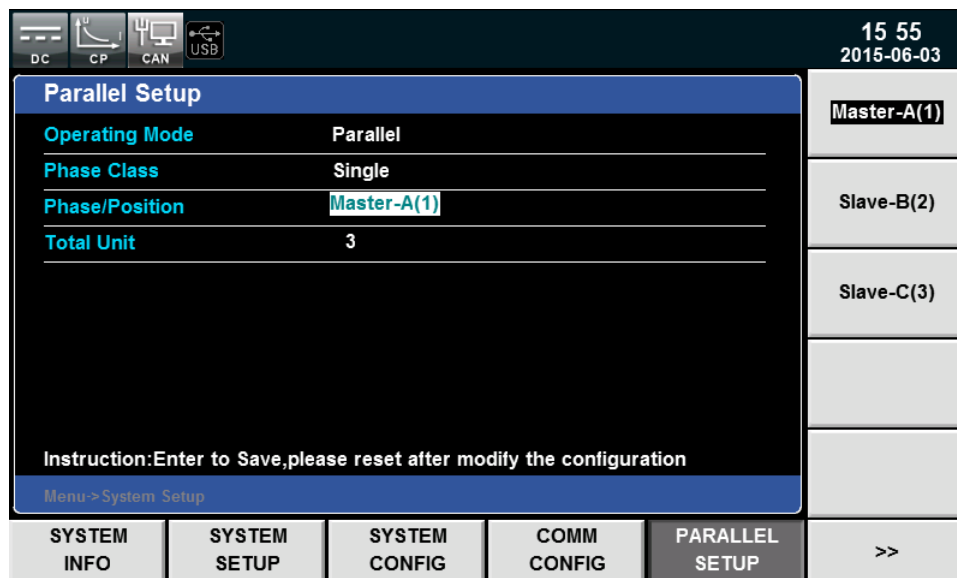 DC
U
I
CP
CAN
USB
15 55
2015-06-03
Parallel Setup
Operating Mode Parallel
Phase Class Single
Phase/Position Master-A(1)
Total Unit 3
Instruction:Enter to Save,please reset after modify the configuration
Menu->System Setup
Master-A(1)
Slave-B(2)
Slave-C(3)
SYSTEM INFO
SYSTEM SETUP
SYSTEM CONFIG
COMM CONFIG
PARALLEL SETUP
>>